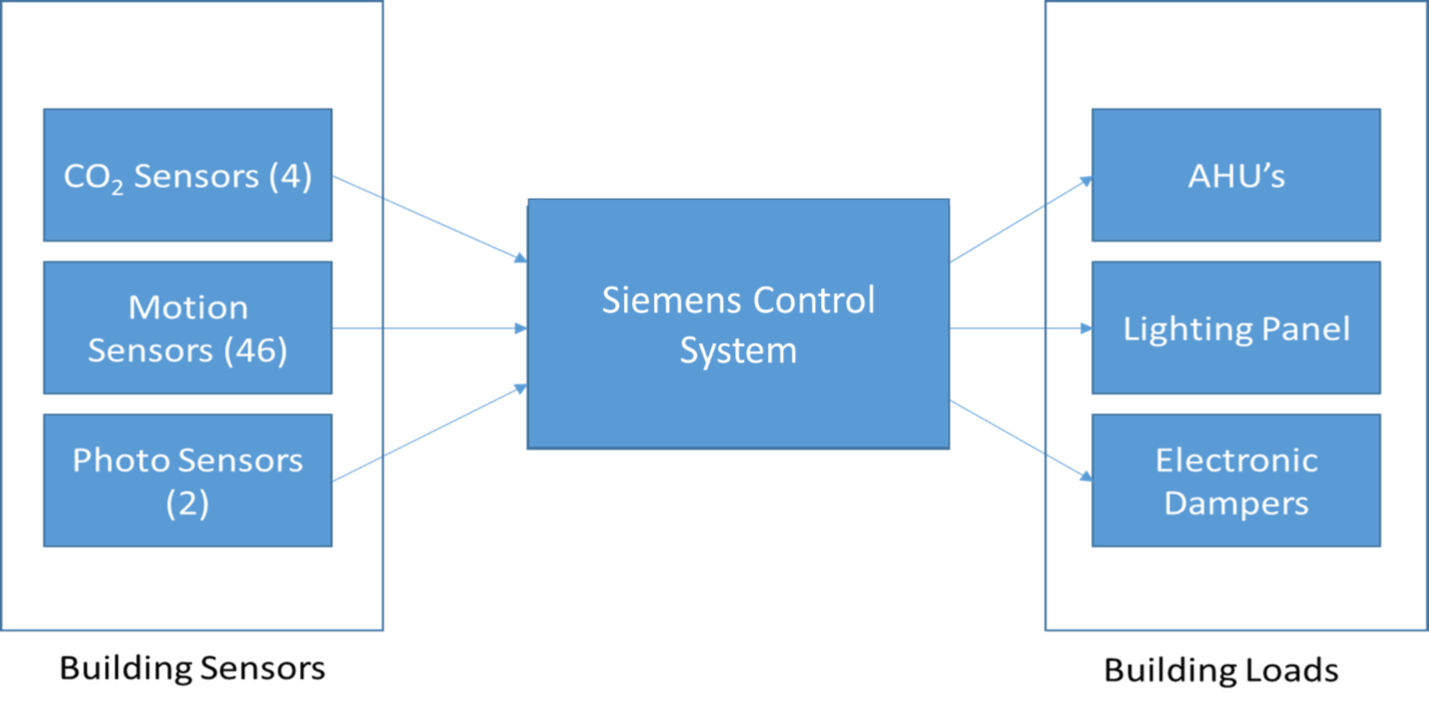 CO₂ Sensors (4)
Motion
Sensors (46)
Photo Sensors
(2)
Building Sensors
Siemens Control
System
AHU's
Lighting Panel
Electronic
Dampers
Building Loads